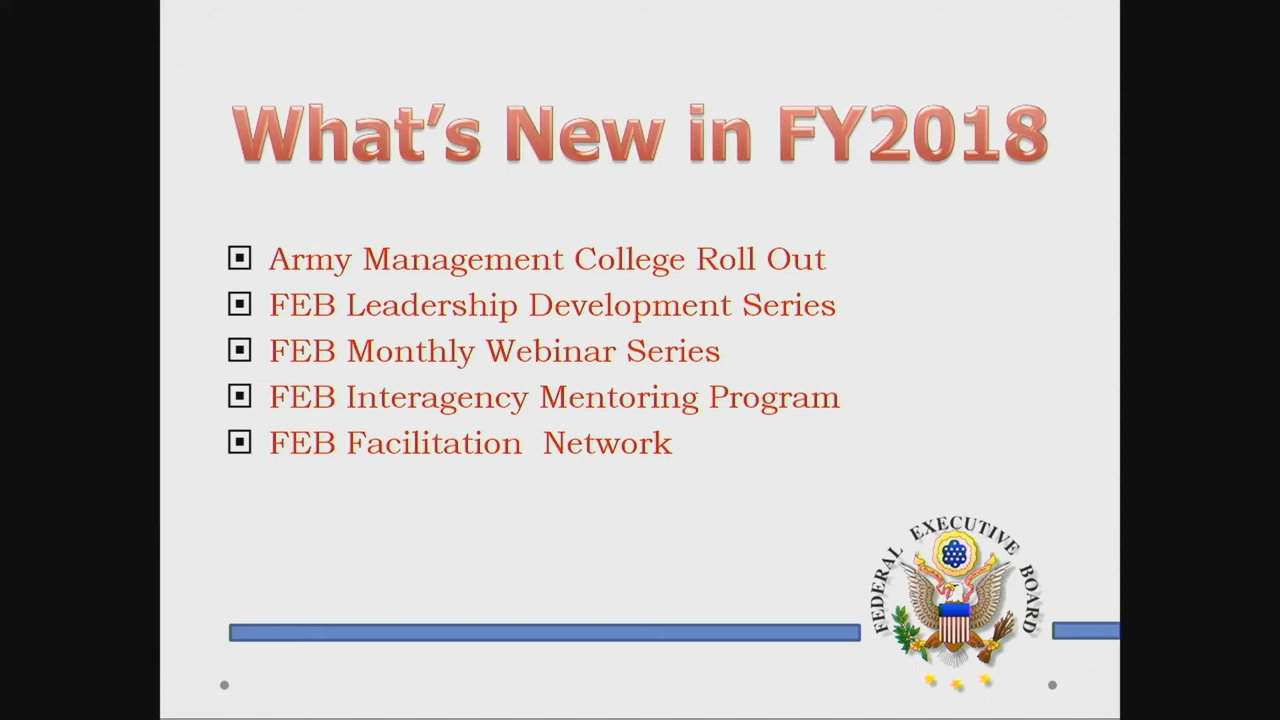 What's New in FY2018
Army Management College Roll Out
FEB Leadership Development Series
FEB Monthly Webinar Series
FEB Interagency Mentoring Program
FEB Facilitation  Network
FEDERAL EXECUTIVE BOARD